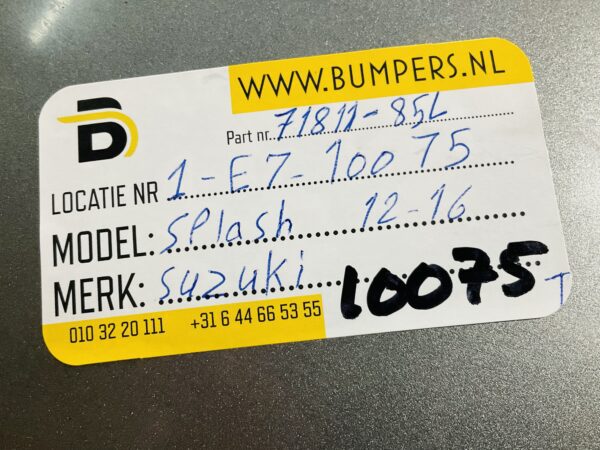 WWW.BUMPERS.NL
B
Part nr. 71811-85L
LOCATIE NR 1-E7-10075
MODEL: Splash 12-16
MERK: Suzuki
10075
T
010 32 20 111 +31 6 44 66 53 55